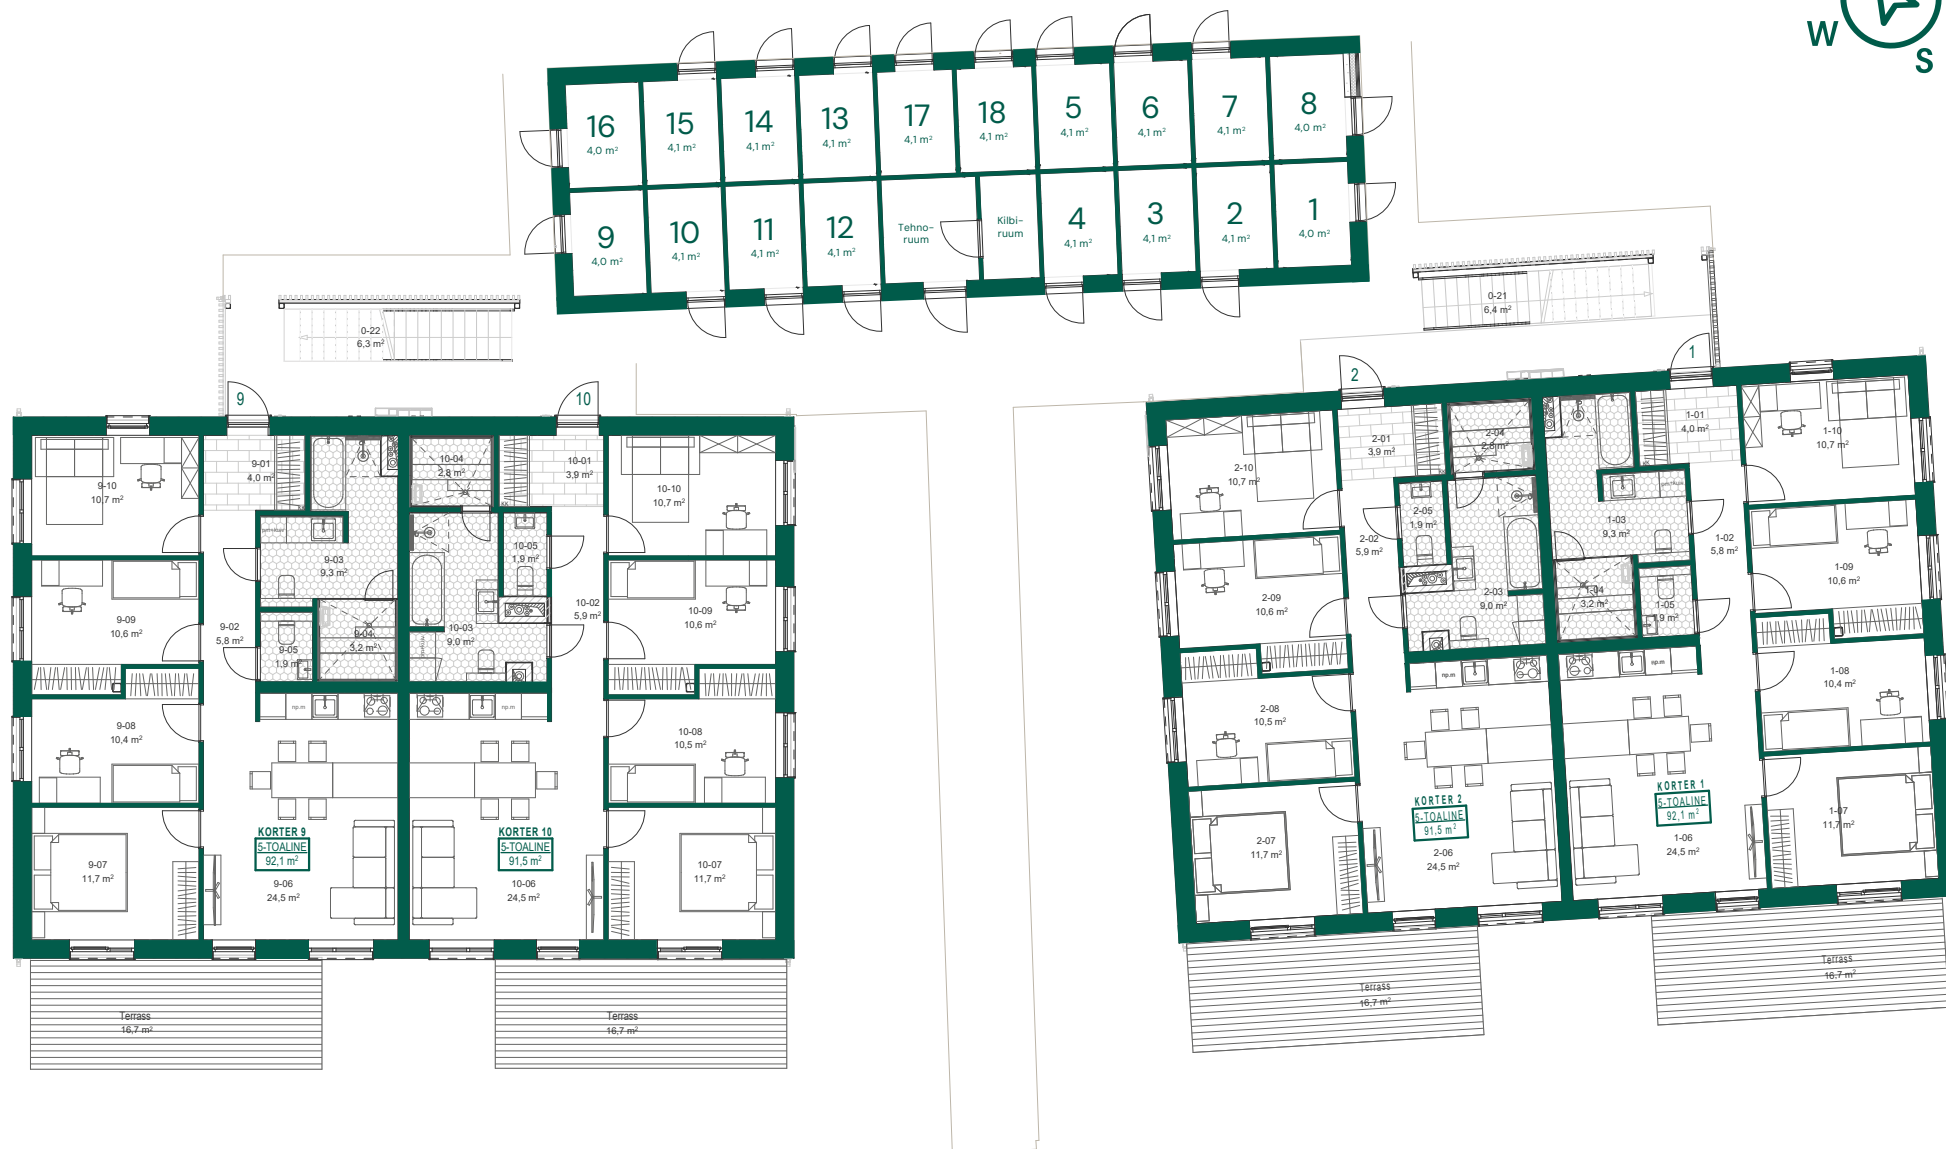 W
S
16
4,0 m²
15
4,1 m²
14
4,1 m²
13
4,1 m²
17
4,1 m²
18
4,1 m²
5
4,1 m²
6
4,1 m²
7
4,1 m²
8
4,0 m²
9
4,0 m²
10
4,1 m²
11
4,1 m²
12
4,1 m²
Tehno-
ruum
Kilbi-
ruum
4
4,1 m²
3
4,1 m²
2
4,1 m²
1
4,0 m²
0-22
6,3 m²
0-21
6,4 m²
9
10
9-10
10,7 m²
9-01
4,0 m²
10-04
2,8 m²
10-01
3,9 m²
10-10
10,7 m²
9-03
9,3 m²
10-05
1,9 m²
9-09
10,6 m²
9-02
5,8 m²
9-05
1,9 m²
9-04
3,2 m²
10-03
9,0 m²
10-02
5,9 m²
10-09
10,6 m²
np.m
np.m
9-08
10,4 m²
10-08
10,5 m²
KORTER 9
5-TOALINE
92,1 m²
KORTER 10
5-TOALINE
91,5 m²
9-07
11,7 m²
9-06
24,5 m²
10-06
24,5 m²
10-07
11,7 m²
Terrass
16,7 m²
Terrass
16,7 m²
2
1
2-10
10,7 m²
2-01
3,9 m²
2-04
2,8 m²
1-01
4,0 m²
1-10
10,7 m²
2-05
1,9 m²
2-02
5,9 m²
1-03
9,3 m²
1-02
5,8 m²
1-09
10,6 m²
2-09
10,6 m²
2-03
9,0 m²
1-04
3,2 m²
1-05
1,9 m²
np.m
np.m
2-08
10,5 m²
1-08
10,4 m²
KORTER 2
5-TOALINE
91,5 m²
KORTER 1
5-TOALINE
92,1 m²
2-07
11,7 m²
2-06
24,5 m²
1-06
24,5 m²
1-07
11,7 m²
Terrass
16,7 m²
Terrass
16,7 m²